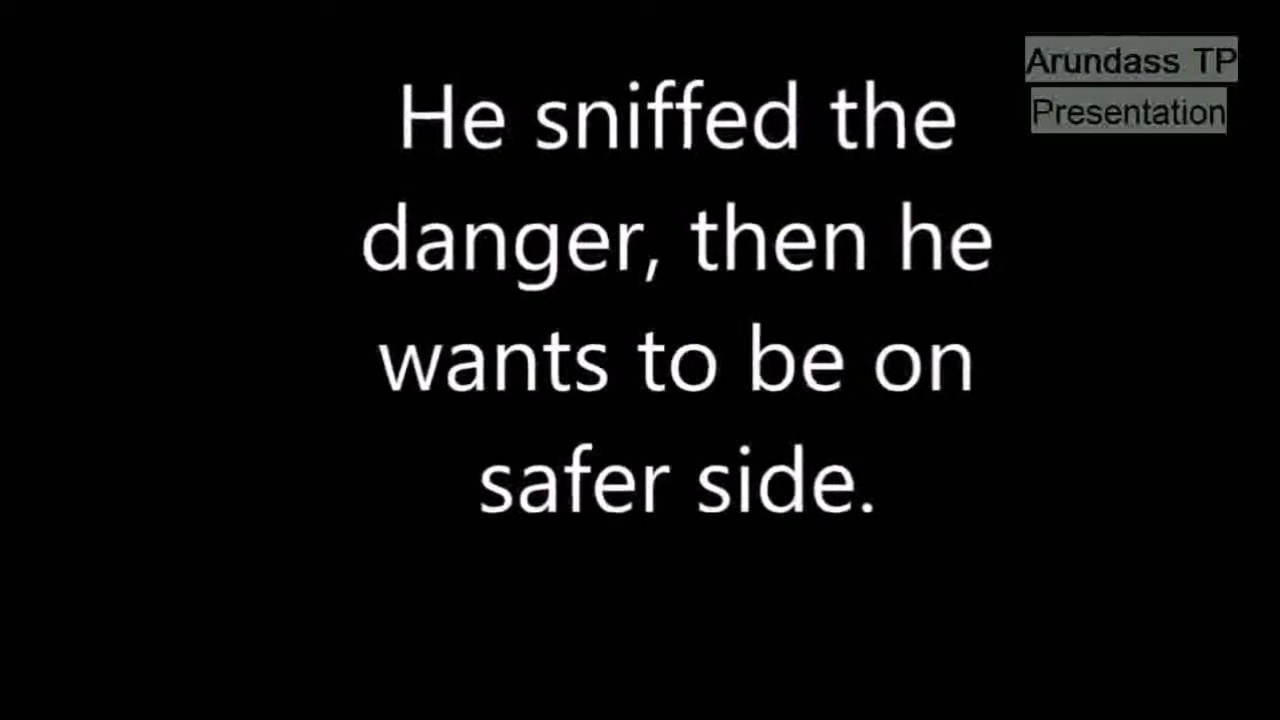 Arundass TP
Presentation
He sniffed the
danger, then he
wants to be on
safer side.